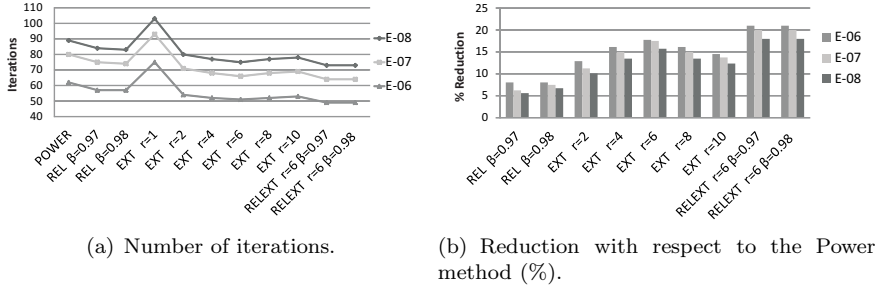 110
100
90
80
70
60
50
40
Iterations
E-08
E-07
E-06
POWER
REL β=0.97
REL β=0.98
EXT r=1
EXT r=2
EXT r=4
EXT r=6
EXT r=8
EXT r=10
RELEXT r=6 β=0.97
RELEXT r=6 β=0.98
(a) Number of iterations.
25
20
15
10
5
0
% Reduction
E-06
E-07
E-08
REL β=0.97
REL β=0.98
EXT r=2
EXT r=4
EXT r=6
EXT r=8
EXT r=10
RELEXT r=6 β=0.97
RELEXT r=6 β=0.98
(b) Reduction with respect to the Power
method (%).